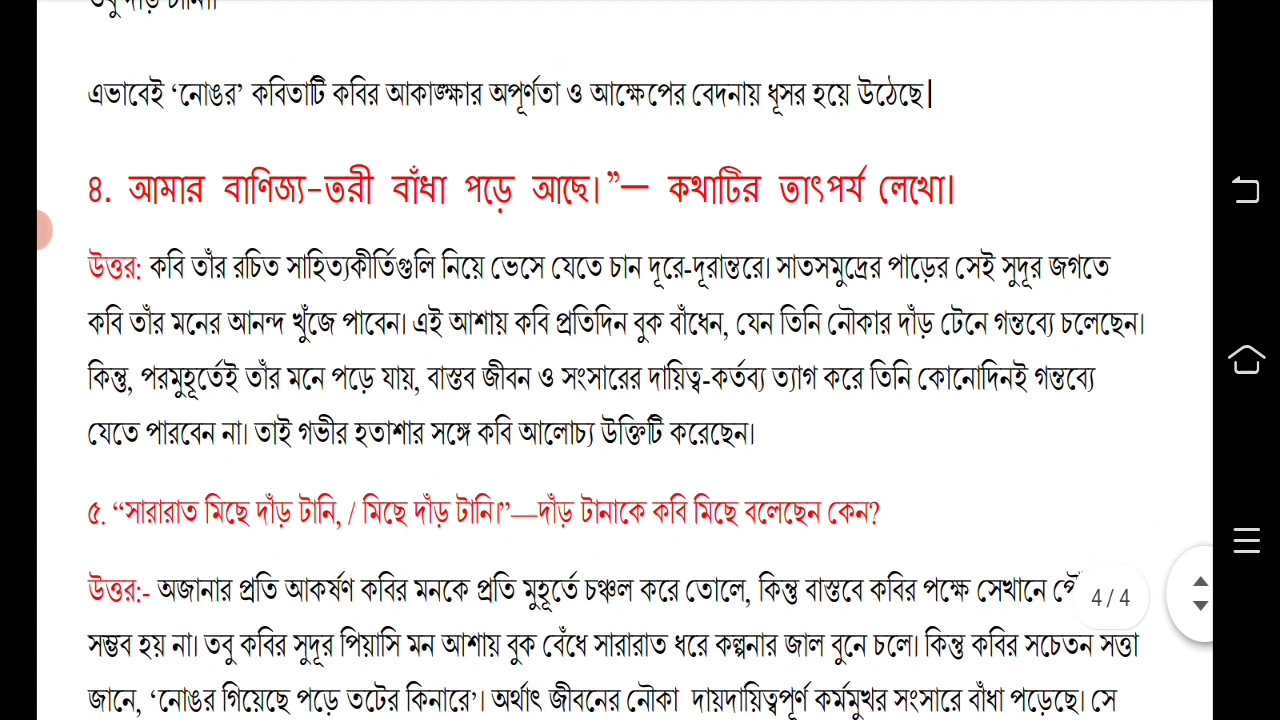 এভাবেই ‘নোঙর’ কবিতাটি কবির আকাঙ্ক্ষার অপূর্ণতা ও আক্ষেপের বেদনায় ধূসর হয়ে উঠেছে|
৪. আমার বাণিজ্য-তরী বাঁধা পড়ে আছে।”— কথাটির তাৎপর্য লেখো।
উত্তর: কবি তাঁর রচিত সাহিত্যকীর্তিগুলি নিয়ে ভেসে যেতে চান দূরে-দূরান্তরে। সাতসমুদ্রের পাড়ের সেই সুদূর জগতে
কবি তাঁর মনের আনন্দ খুঁজে পাবেন। এই আশায় কবি প্রতিদিন বুক বাঁধেন, যেন তিনি নৌকার দাঁড় টেনে গন্তব্যে চলেছেন।
কিন্তু, পরমুহূর্তেই তাঁর মনে পড়ে যায়, বাস্তব জীবন ও সংসারের দায়িত্ব-কর্তব্য ত্যাগ করে তিনি কোনোদিনই গন্তব্যে
যেতে পারবেন না। তাই গভীর হতাশার সঙ্গে কবি আলোচ্য উক্তিটি করেছেন।
৫. “সারারাত মিছে দাঁড় টানি, / মিছে দাঁড় টানি।”—দাঁড় টানাকে কবি মিছে বলেছেন কেন?
উত্তর:- অজানার প্রতি আকর্ষণ কবির মনকে প্রতি মুহূর্তে চঞ্চল করে তোলে, কিন্তু বাস্তবে কবির পক্ষে সেখানে
4 / 4
সম্ভব হয় না। তবু কবির সুদূর পিয়াসি মন আশায় বুক বেঁধে সারারাত ধরে কল্পনার জাল বুনে চলে। কিন্তু কবির সচেতন সত্তা
জানে, ‘নোঙর গিয়েছে পড়ে তটের কিনারে’। অর্থাৎ জীবনের নৌকা দায়দায়িত্বপূর্ণ কর্মমুখর সংসারে বাঁধা পড়েছে। সে